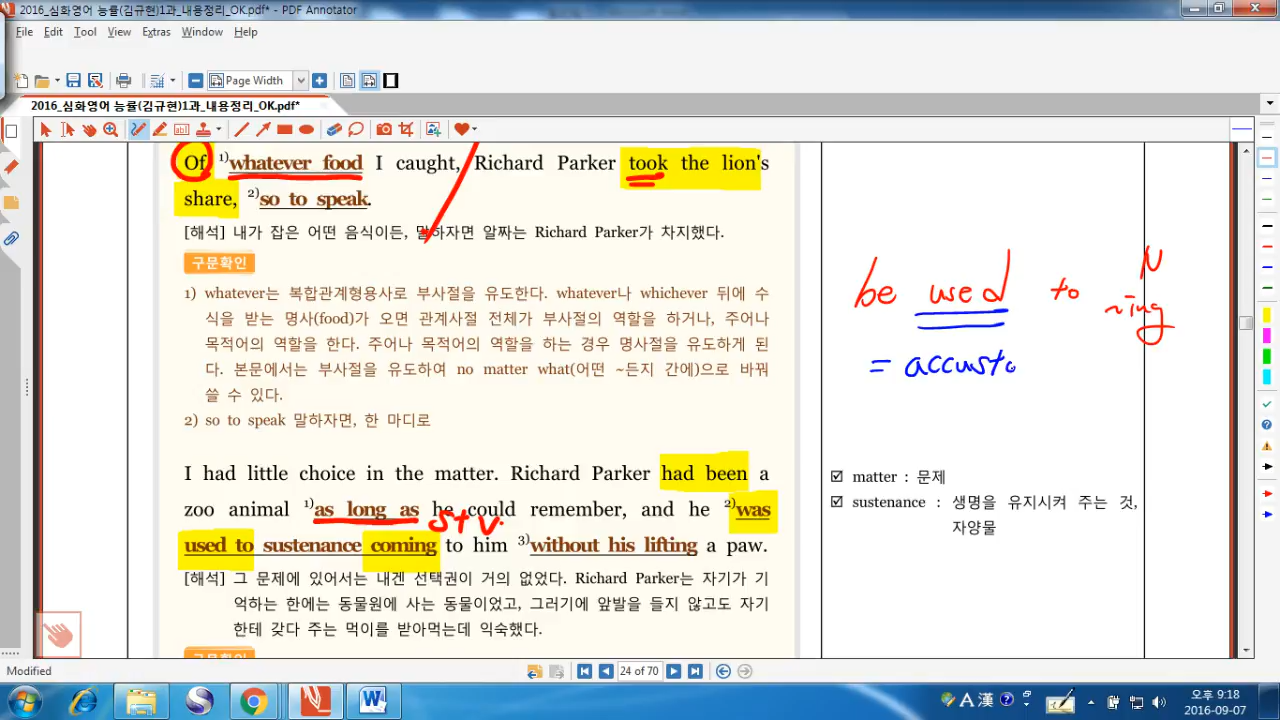 2016_심화영어 능률(김규현)1과_내용정리_OK.pdf* - PDF Annotator
File Edit Tool View Extras Window Help
Page Width
2016_심화영어 능률(김규현)1과_내용정리_OK.pdf*
Of 1)whatever food I caught, Richard Parker took the lion's
share, 2)so to speak.
[해석] 내가 잡은 어떤 음식이든, 말하자면 알짜는 Richard Parker가 차지했다.
구문확인
1) whatever는 복합관계형용사로 부사절을 유도한다. whatever나 whichever 뒤에 수
식을 받는 명사(food)가 오면 관계사절 전체가 부사절의 역할을 하거나, 주어나
목적어의 역할을 한다. 주어나 목적어의 역할을 하는 경우 명사절을 유도하게 된
다. 본문에서는 부사절을 유도하여 no matter what(어떤 ~든지 간에)으로 바꿔
쓸 수 있다.
2) so to speak 말하자면, 한 마디로
be used to N
~ing
= accusto
I had little choice in the matter. Richard Parker had been a
zoo animal 1)as long as he could remember, and he 2)was
S+V.
used to sustenance coming to him 3)without his lifting a paw.
[해석] 그 문제에 있어서는 내겐 선택권이 거의 없었다. Richard Parker는 자기가 기
억하는 한에는 동물원에 사는 동물이었고, 그러기에 앞발을 들지 않고도 자기
한테 갖다 주는 먹이를 받아먹는데 익숙했다.
matter : 문제
sustenance : 생명을 유지시켜 주는 것,
자양물
구문확인
Modified
24 of 70
A 漢
오후 9:18
2016-09-07